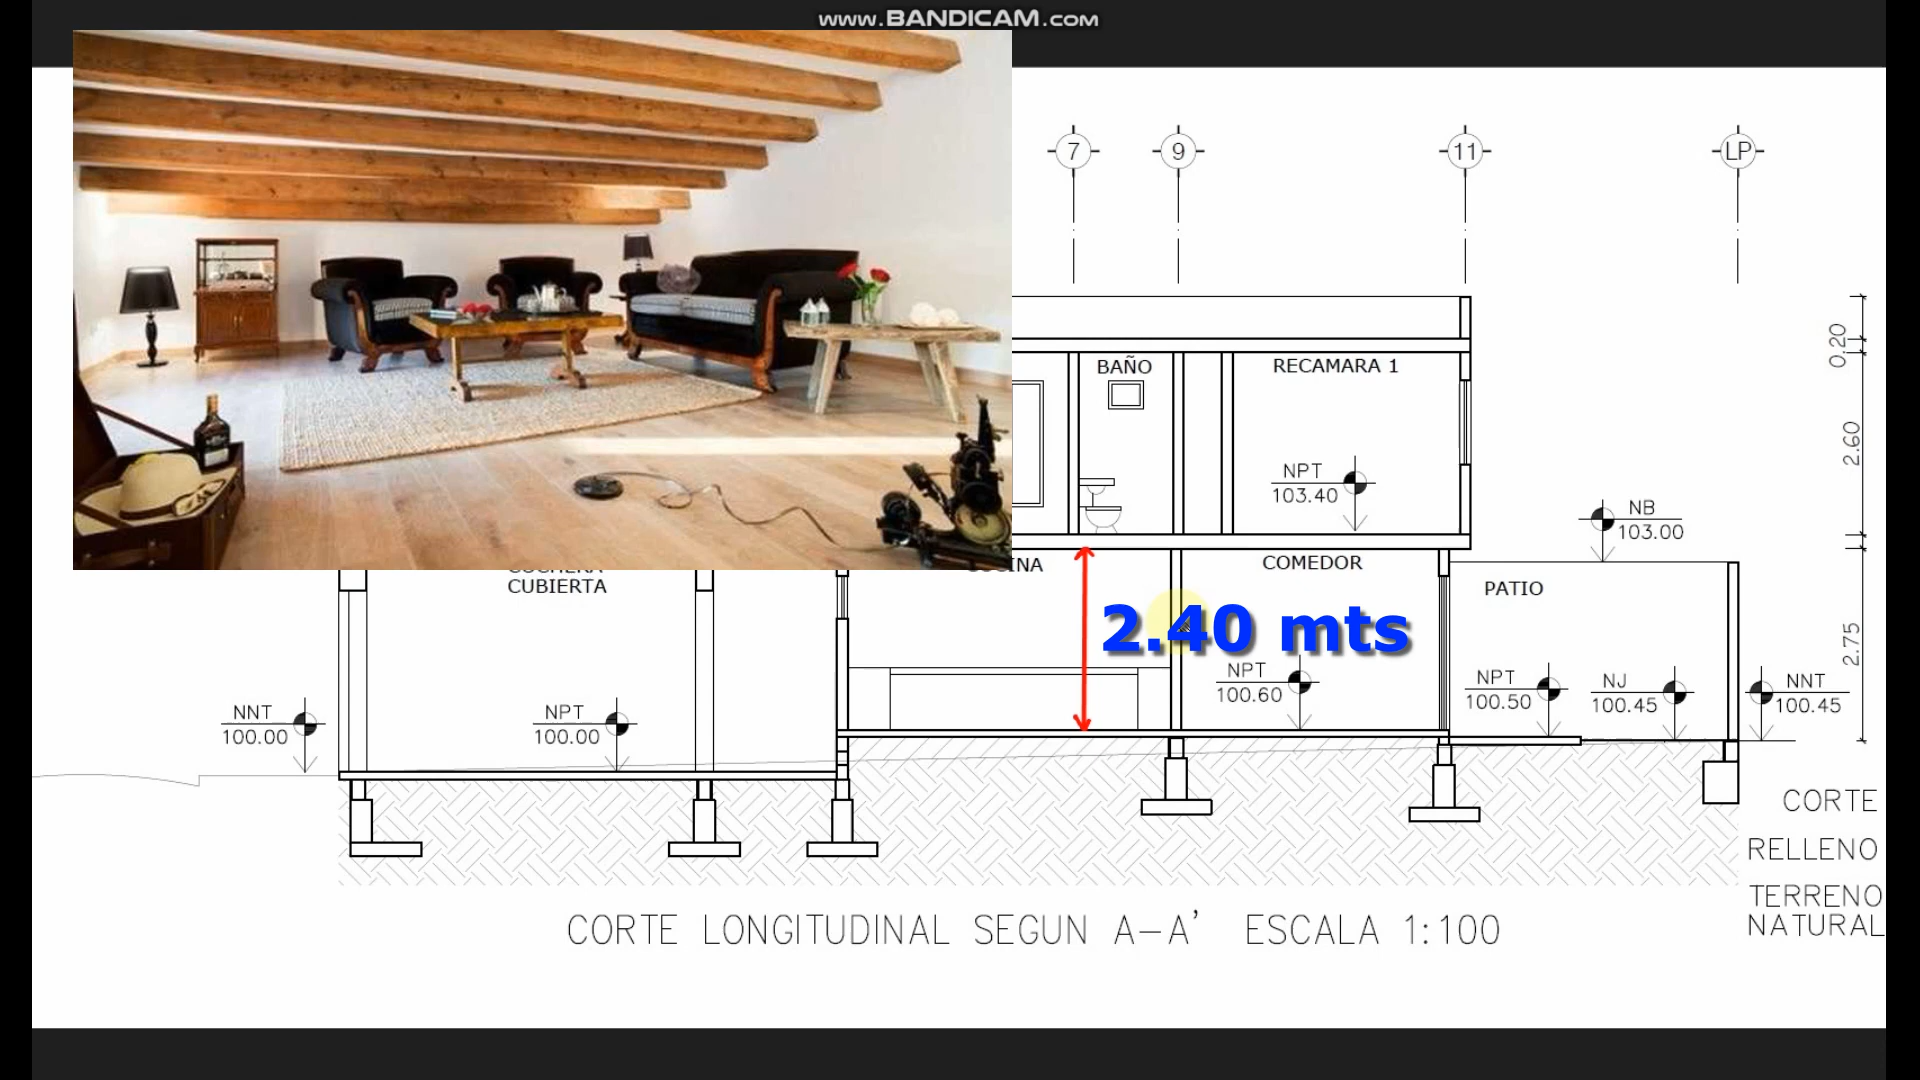 www.BANDICAM.com
7
9
11
LP
BAÑO
RECAMARA 1
0.20
2.60
NPT
103.40
NB
103.00
COMEDOR
CUBIERTA
PATIO
2.40 mts
2.75
NPT
100.60
NPT
100.50
NJ
100.45
NNT
100.45
NNT
100.00
NPT
100.00
CORTE
RELLENO
TERRENO
NATURAL
CORTE LONGITUDINAL SEGUN A-A' ESCALA 1:100